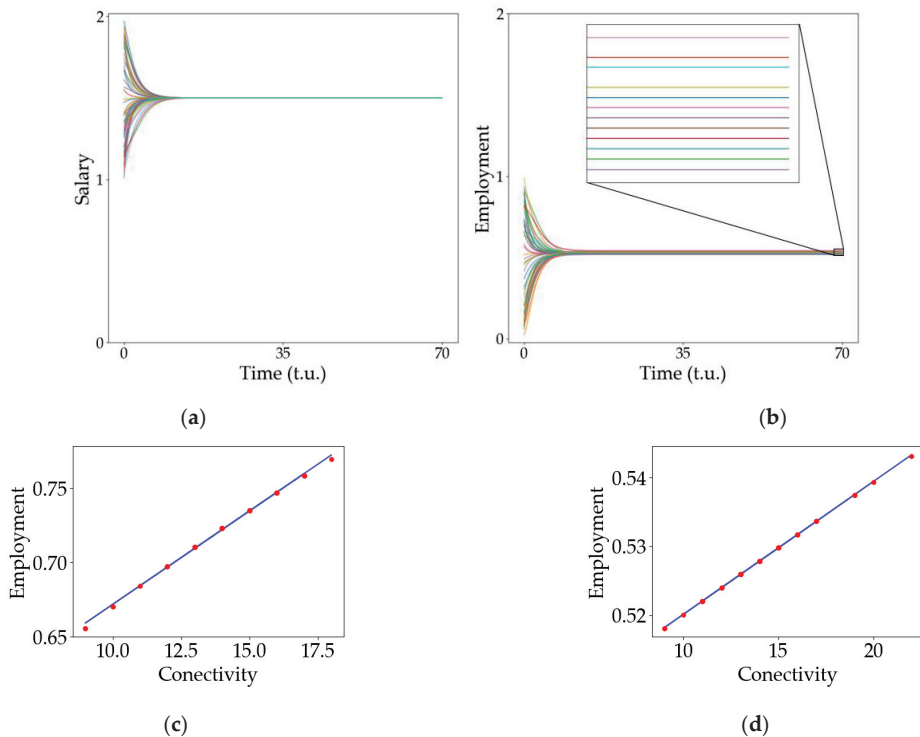 2
1
0
Salary
0
35
70
Time (t.u.)
(a)
2
1
0
Employment
0
35
70
Time (t.u.)
(b)
0.75
0.70
0.65
Employment
10.0
12.5
15.0
17.5
Conectivity
(c)
0.54
0.53
0.52
Employment
10
15
20
Conectivity
(d)